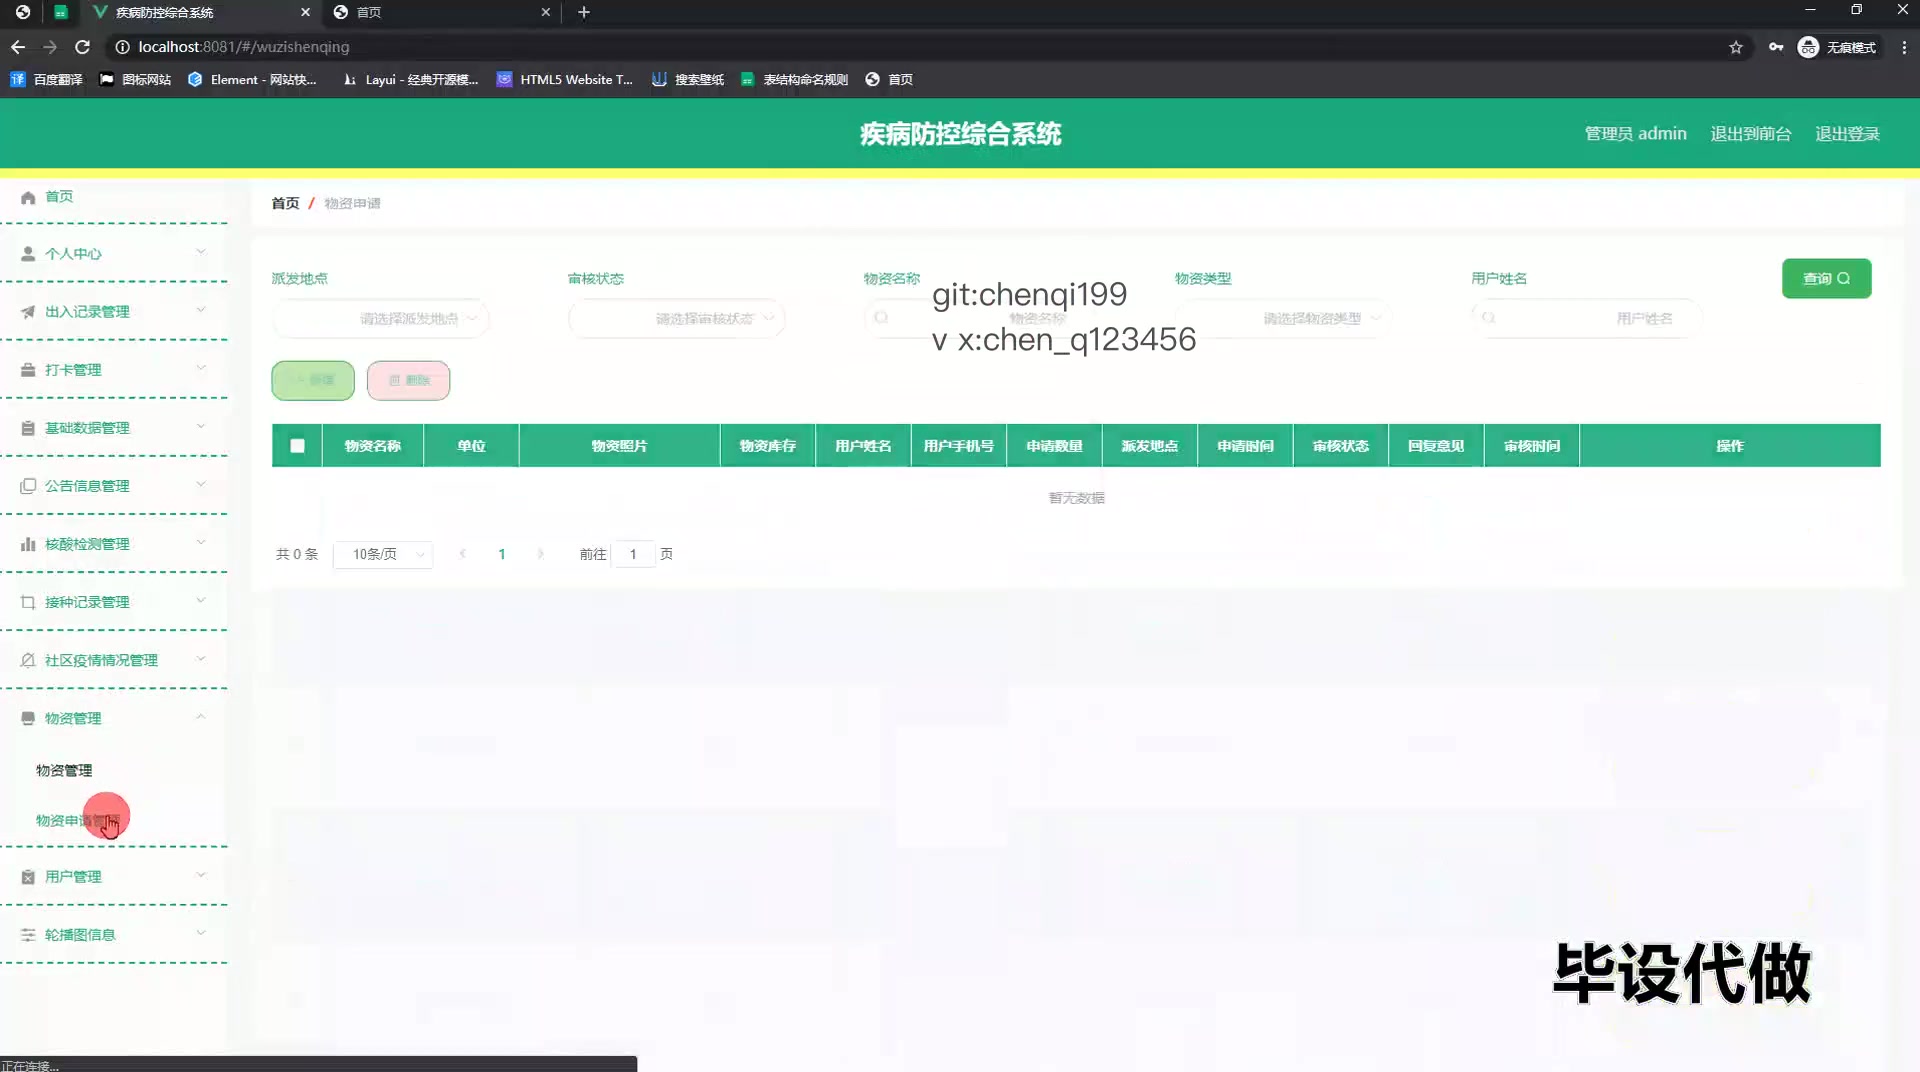 疾病防控综合系统
首页
localhost:8081/#/wuzishenqing
无痕模式
百度翻译
图标网站
Element - 网站快...
Layui - 经典开源模...
HTML5 Website T...
搜索壁纸
表结构命名规则
首页
疾病防控综合系统
管理员 admin
退出到前台
退出登录
首页
个人中心
出入记录管理
打卡管理
基础数据管理
公告信息管理
核酸检测管理
接种记录管理
社区疫情情况管理
物资管理
物资管理
物资申请管理
用户管理
轮播图信息
首页 / 物资申请
派发地点
审核状态
物资名称
物资类型
用户姓名
查询
请选择派发地点
请选择审核状态
物资名称
请选择物资类型
用户姓名
git:chenqi199
v x:chen_q123456
新增
删除
物资名称 单位 物资照片 物资库存 用户姓名 用户手机号 申请数量 派发地点 申请时间 审核状态 回复意见 审核时间 操作
暂无数据
共 0 条
10条/页
1
前往 1 页
毕设代做
正在连接...